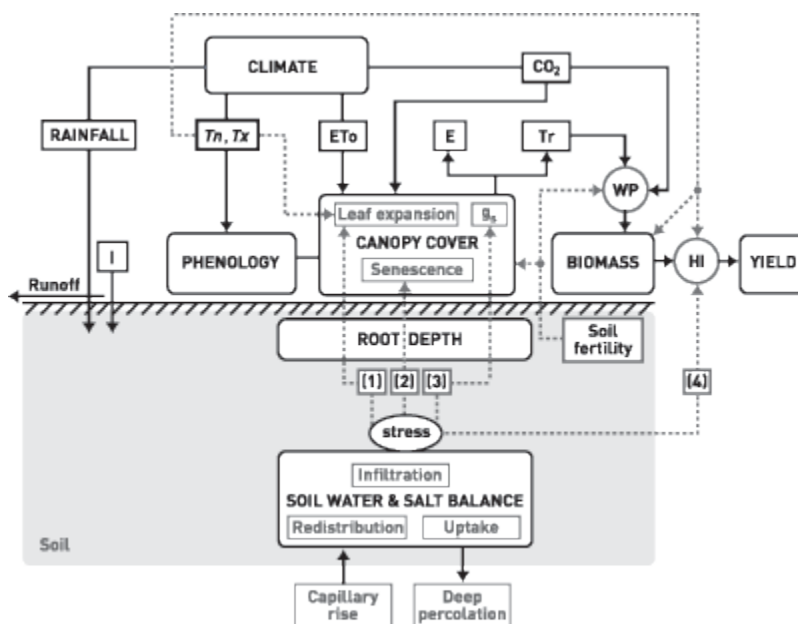 CLIMATE
CO2
RAINFALL
Tn, Tx
ETo
E
Tr
WP
Leaf expansion
gs
CANOPY COVER
Senescence
PHENOLOGY
BIOMASS
HI
YIELD
I
Runoff
ROOT DEPTH
Soil
fertility
(1)
(2)
(3)
(4)
stress
Infiltration
SOIL WATER & SALT BALANCE
Redistribution
Uptake
Soil
Capillary
rise
Deep
percolation